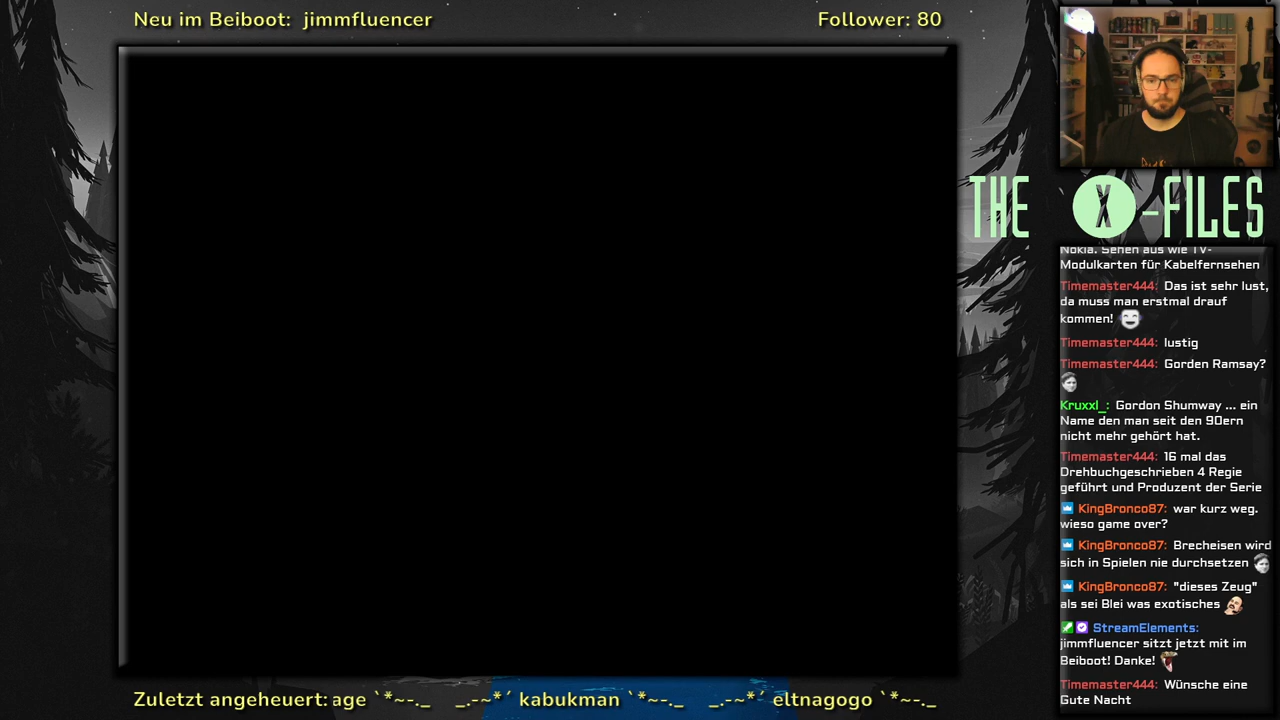 Neu im Beiboot: jimmfluencer
Follower: 80
THE X-FILES
Nokia. Sehen aus wie TV-
Modulkarten für Kabelfernsehen
Timemaster444: Das ist sehr lust,
da muss man erstmal drauf
kommen!
Timemaster444: lustig
Timemaster444: Gorden Ramsay?
Kruxxl_: Gordon Shumway ... ein
Name den man seit den 90ern
nicht mehr gehört hat.
Timemaster444: 16 mal das
Drehbuchgeschrieben 4 Regie
geführt und Produzent der Serie
KingBronco87: war kurz weg.
wieso game over?
KingBronco87: Brecheisen wird
sich in Spielen nie durchsetzen
KingBronco87: "dieses Zeug"
als sei Blei was exotisches
StreamElements:
jimmfluencer sitzt jetzt mit im
Beiboot! Danke!
Timemaster444: Wünsche eine
Gute Nacht
Zuletzt angeheuert: age `*~-._ _.-~*´ kabukman `*~-._ _.-~*´ eltnagogo `*~-._